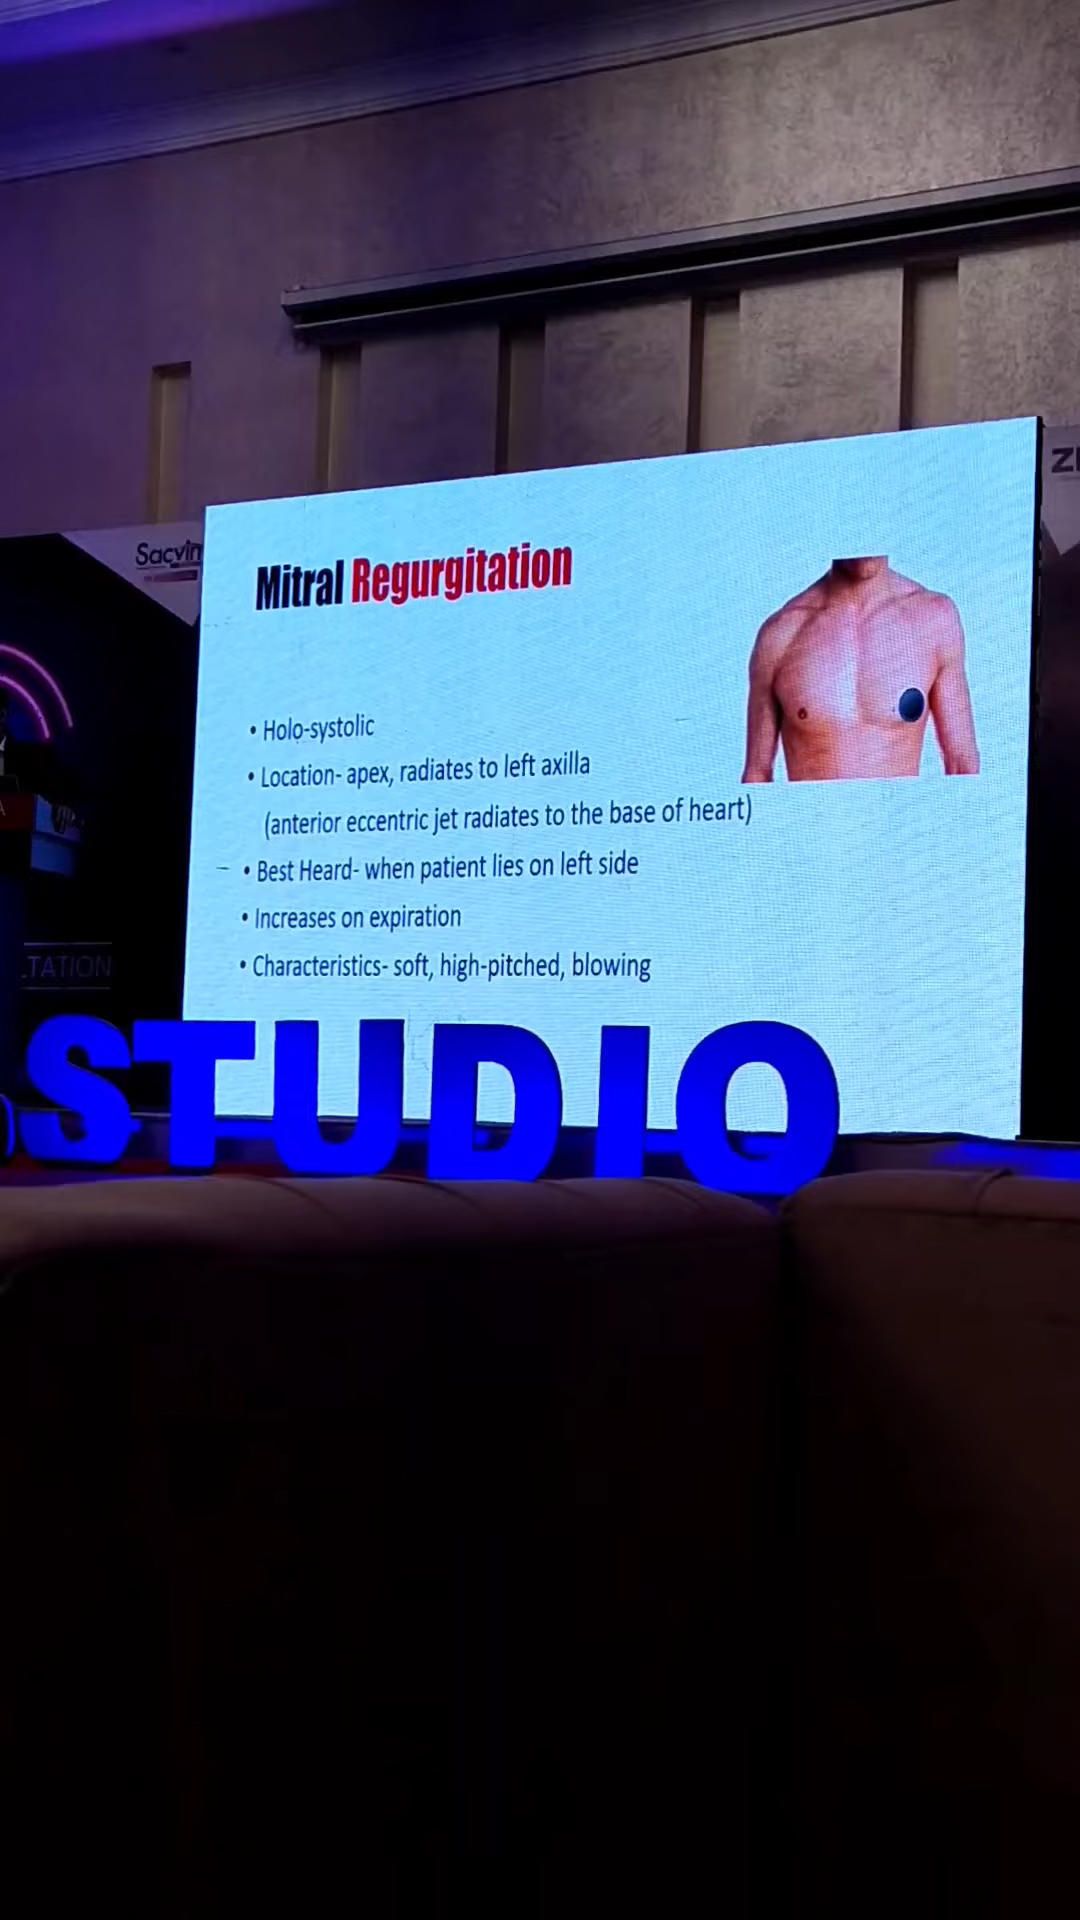 Sacvin
Mitral Regurgitation
• Holo-systolic
• Location- apex, radiates to left axilla
(anterior eccentric jet radiates to the base of heart)
• Best Heard- when patient lies on left side
• Increases on expiration
• Characteristics- soft, high-pitched, blowing
TATION
STUDIO